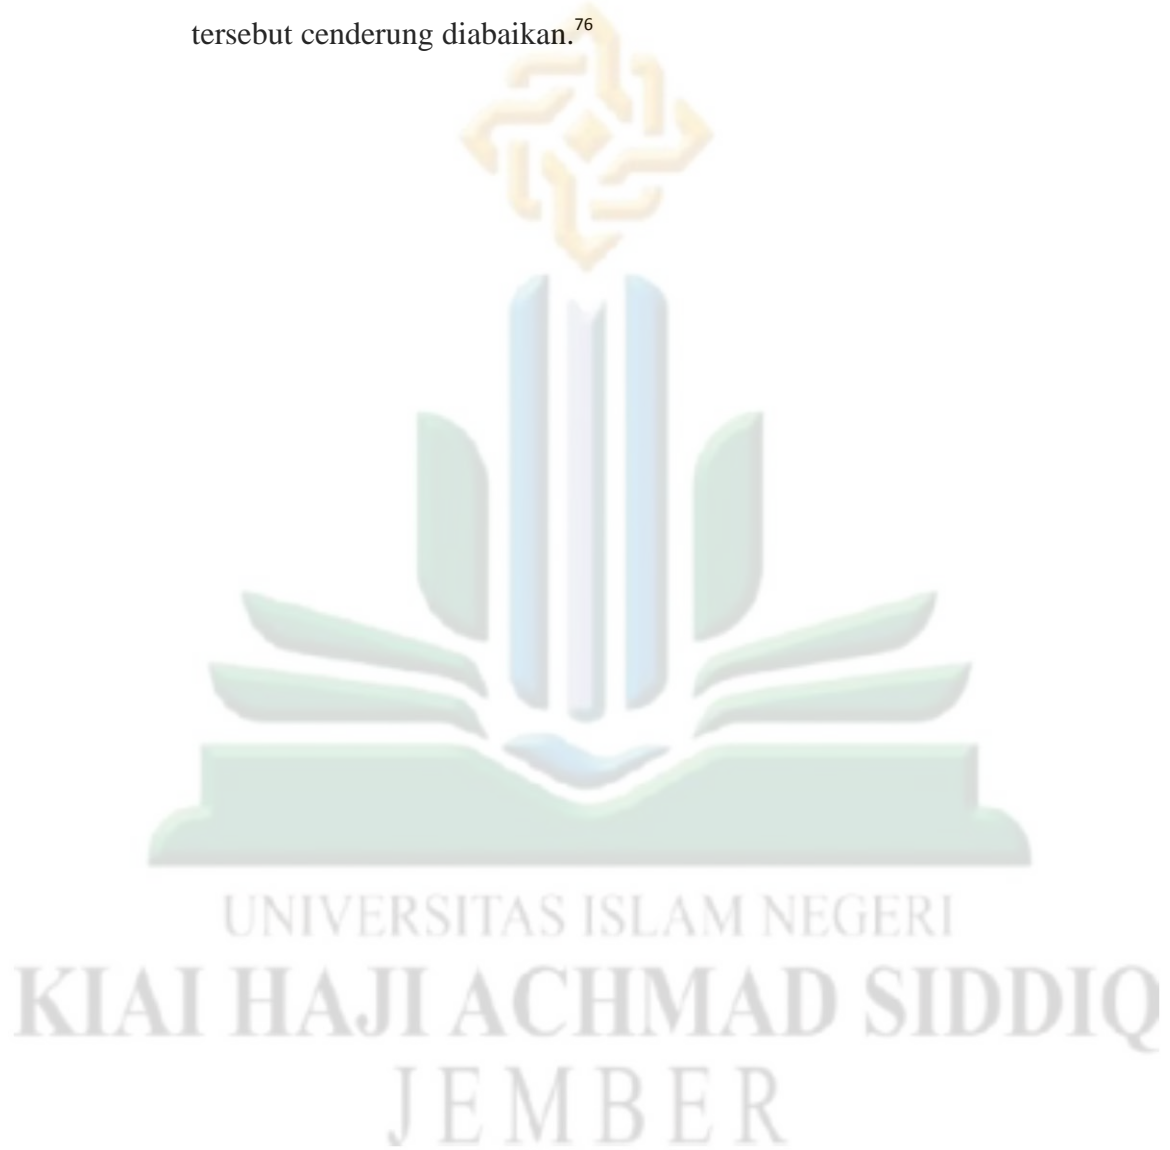 tersebut cenderung diabaikan.⁷⁶
UNIVERSITAS ISLAM NEGERI
KIAI HAJI ACHMAD SIDDIQ
JEMBER